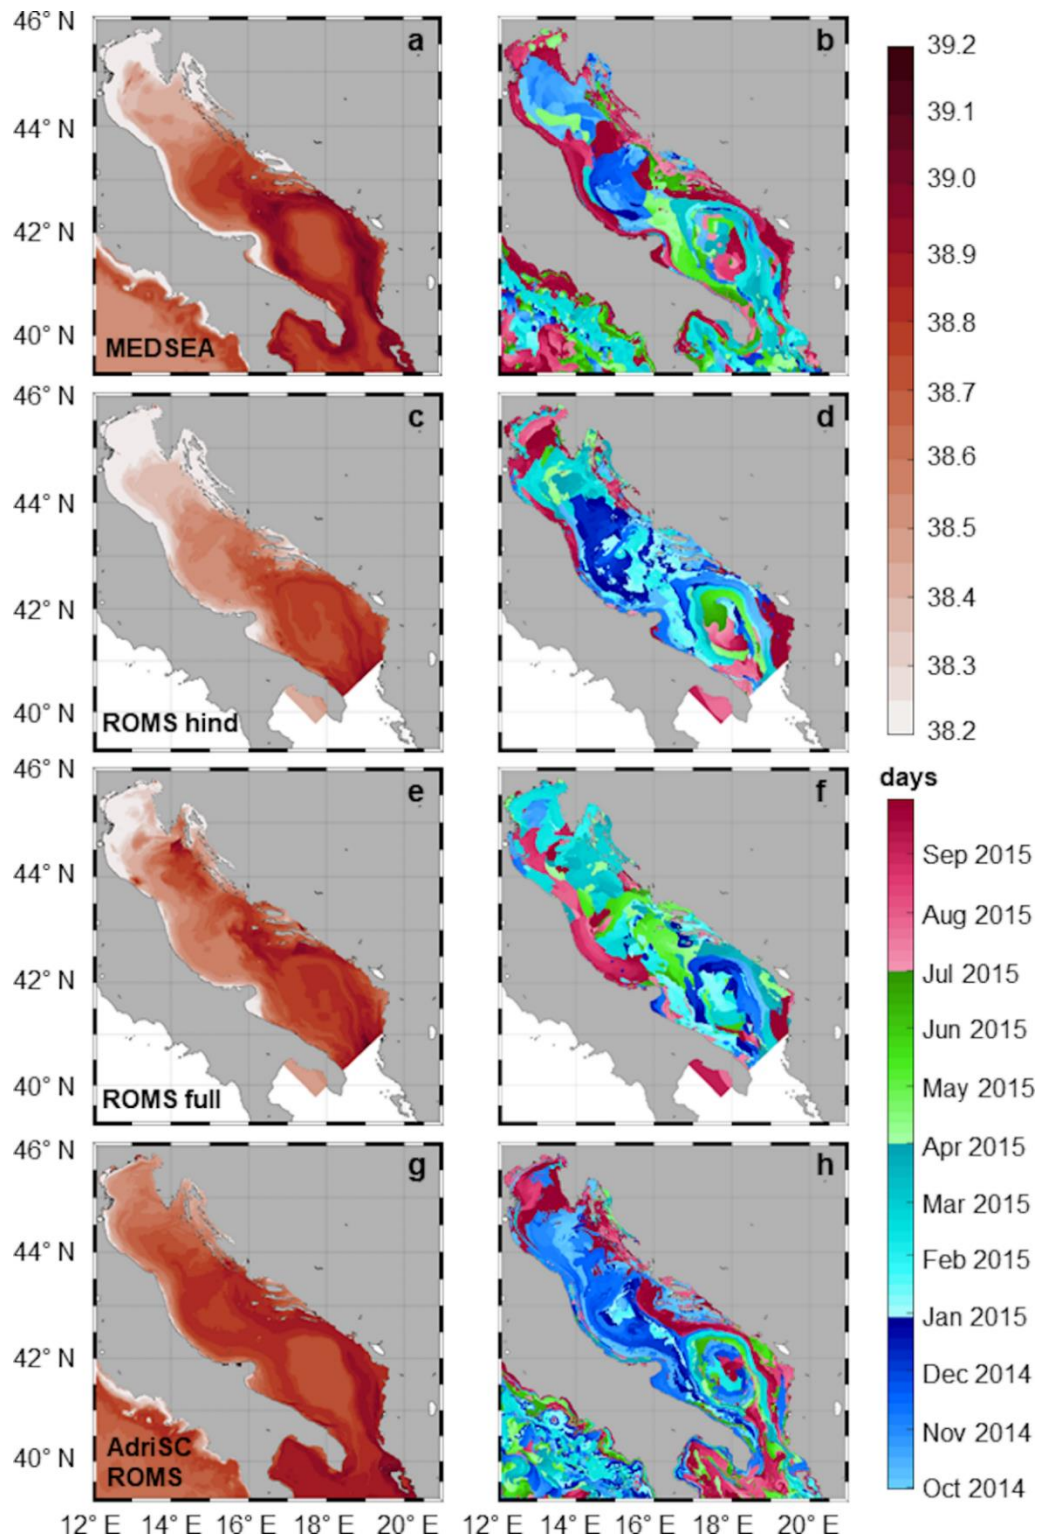 46° N
44° N
42° N
40° N
a
MEDSEA
b
39.2
39.1
39.0
38.9
38.8
38.7
38.6
38.5
38.4
38.3
38.2
46° N
44° N
42° N
40° N
c
ROMS hind
d
46° N
44° N
42° N
40° N
e
ROMS full
f
days
Sep 2015
Aug 2015
Jul 2015
Jun 2015
May 2015
Apr 2015
Mar 2015
Feb 2015
Jan 2015
Dec 2014
Nov 2014
Oct 2014
46° N
44° N
42° N
40° N
g
AdriSC
ROMS
h
12° E 14° E 16° E 18° E 20° E 12° E 14° E 16° E 18° E 20° E